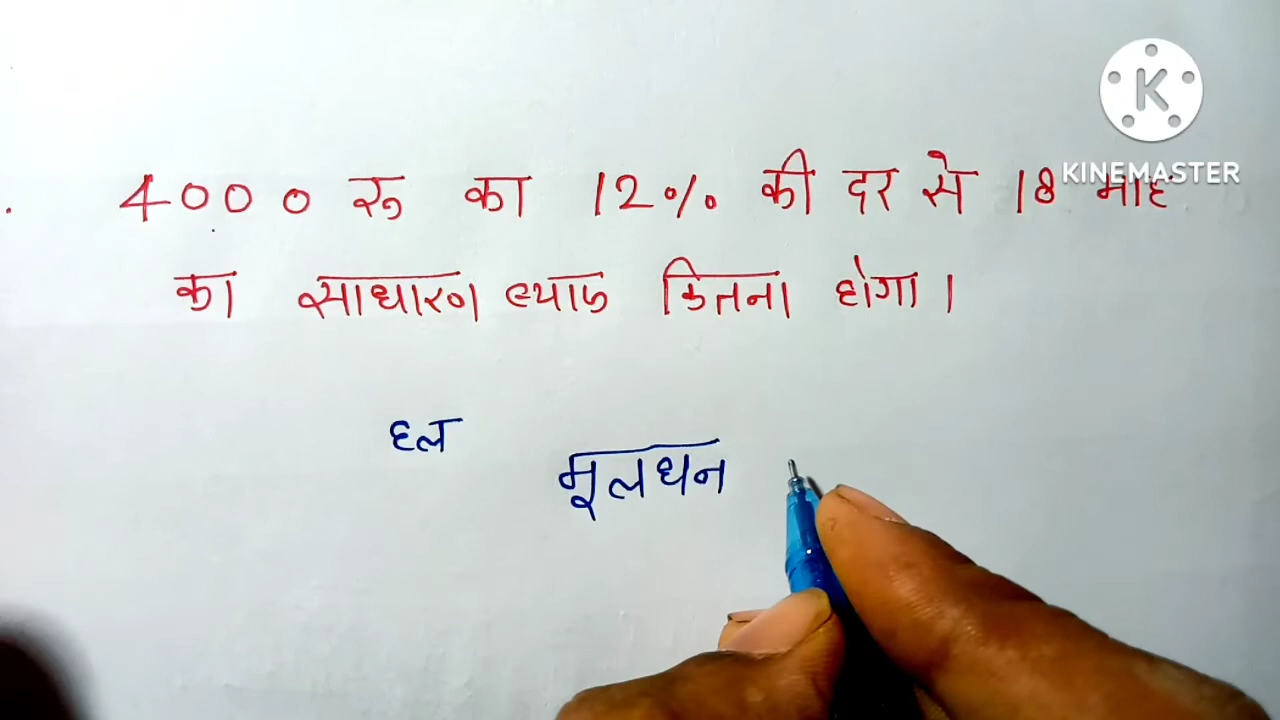 KINEMASTER
4000 रु का 12% की दर से 18 माह
का साधारण ब्याज कितना होगा।
हल
मूलधन